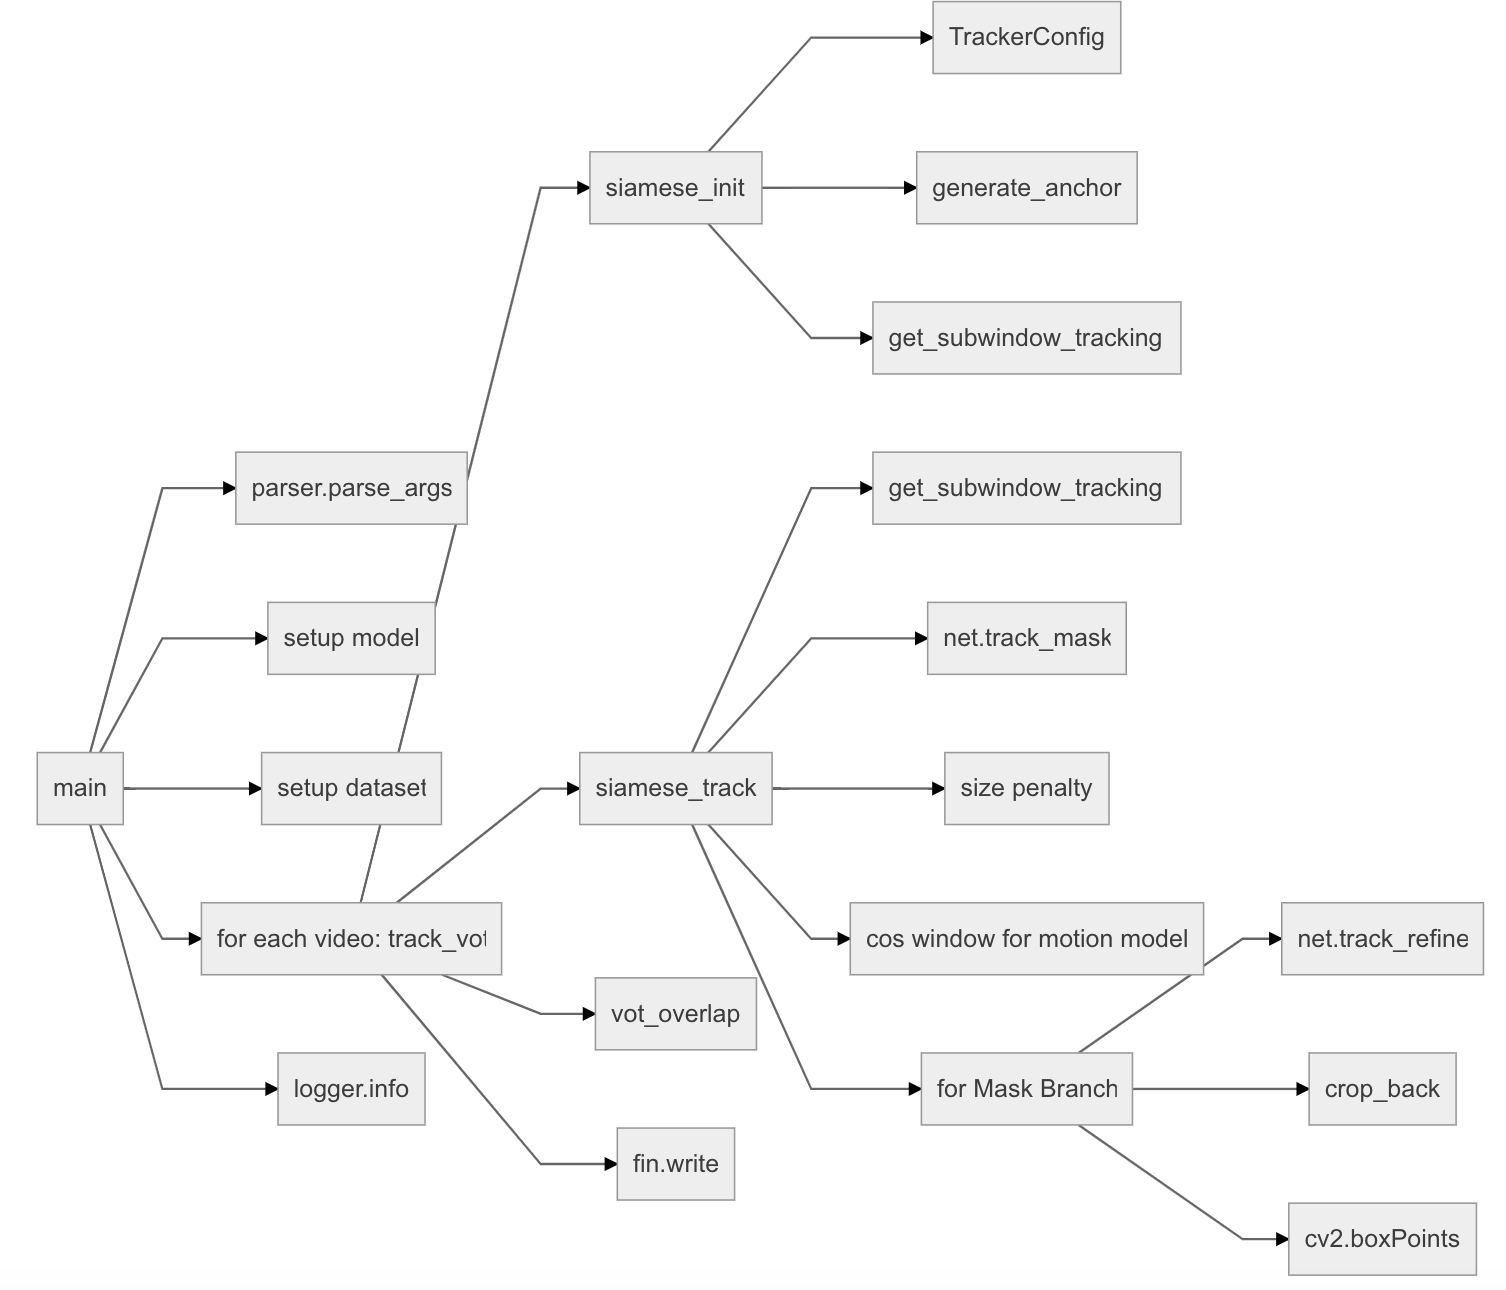 TrackerConfig
siamese_init
generate_anchor
get_subwindow_tracking
parser.parse_args
get_subwindow_tracking
setup model
net.track_mask
main
setup dataset
siamese_track
size penalty
for each video: track_vot
cos window for motion model
net.track_refine
vot_overlap
logger.info
for Mask Branch
crop_back
fin.write
cv2.boxPoints